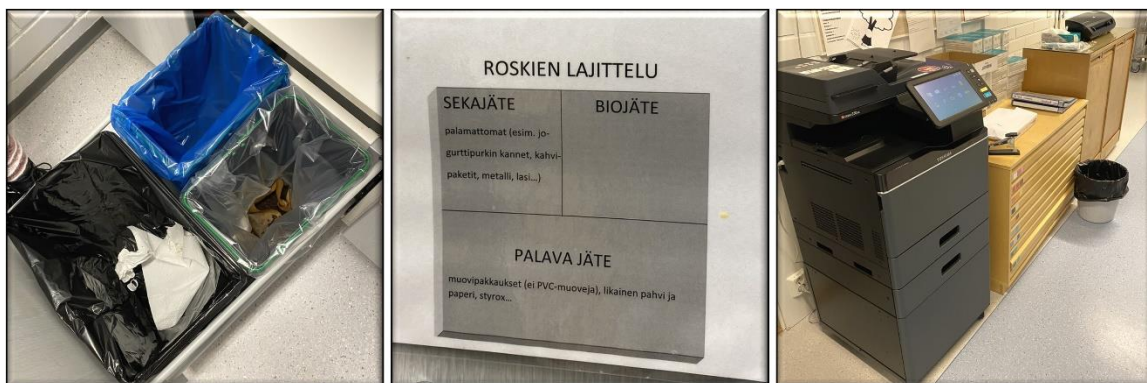 ROSKIEN LAJITTELU
SEKAJÄTE
palamattomat (esim. jo-
gurttipurkin kannet, kahvi-
paketit, metalli, lasi...)
BIOJÄTE
PALAVA JÄTE
muovipakkaukset (ei PVC-muoveja), likainen pahvi ja
paperi, styrox...